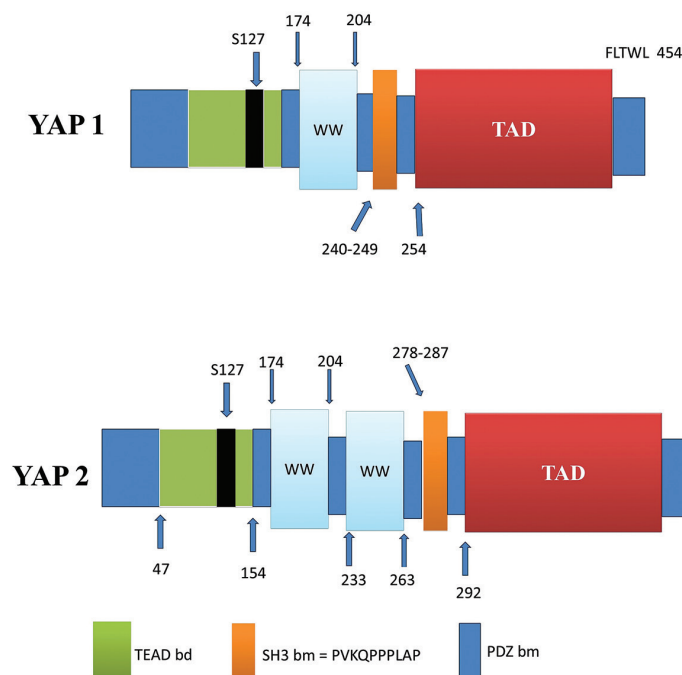 174
204
S127
FLTWL 454
YAP 1
WW
TAD
240-249
254
278-287
174
204
S127
YAP 2
WW
WW
TAD
47
154
233
263
292
TEAD bd
SH3 bm = PVKQPPPLAP
PDZ bm